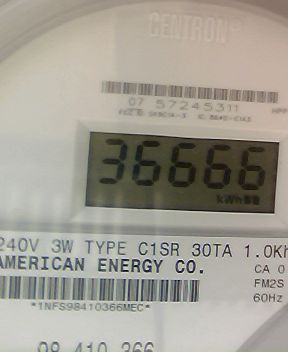 CENTRON®
07 57245311
36666
kWh
240V 3W TYPE C1SR 30TA 1.0Kh
AMERICAN ENERGY CO.
CA 0
FM2S
60Hz
*1NFS98410366MEC*
98 410 366